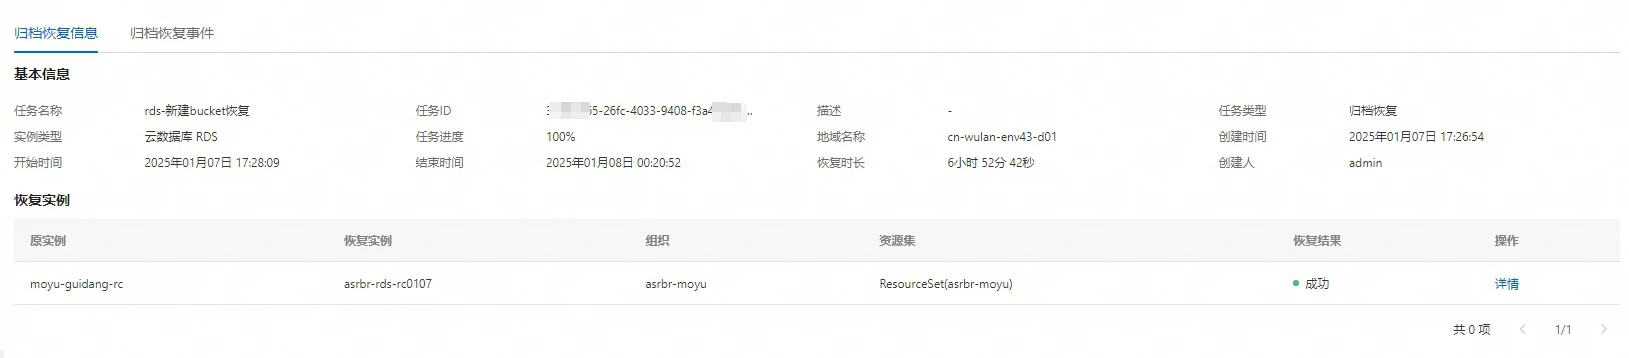 归档恢复信息 归档恢复事件
基本信息
任务名称 rds-新建bucket恢复 任务ID -26fc-4033-9408-f3a4 .. 描述 - 任务类型 归档恢复
实例类型 云数据库 RDS 任务进度 100% 地域名称 cn-wulan-env43-d01 创建时间 2025年01月07日 17:26:54
开始时间 2025年01月07日 17:28:09 结束时间 2025年01月08日 00:20:52 恢复时长 6小时 52分 42秒 创建人 admin
恢复实例
原实例 恢复实例 组织 资源集 恢复结果 操作
moyu-guidang-rc asrbr-rds-rc0107 asrbr-moyu ResourceSet(asrbr-moyu) 成功 详情
共 0 项 1/1